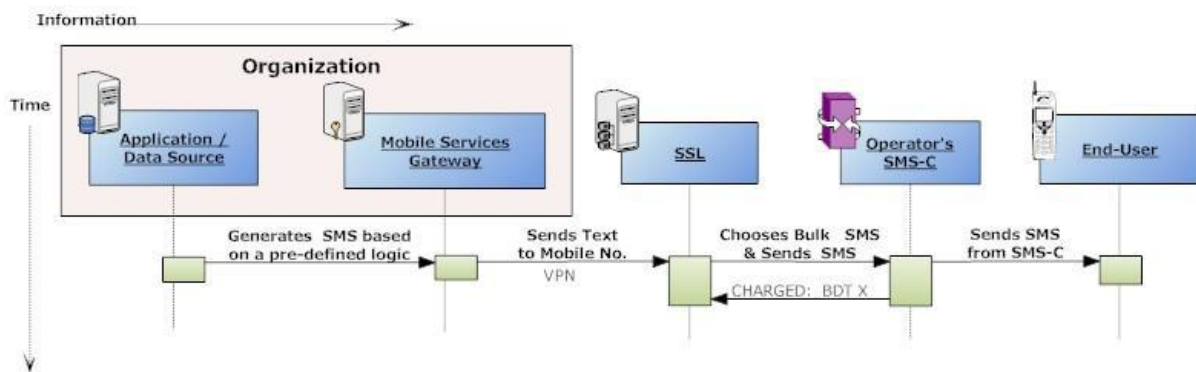 Information
Organization
Time
Application /
Data Source
Mobile Services
Gateway
SSL
Operator's
SMS-C
End-User
Generates SMS based
on a pre-defined logic
Sends Text
to Mobile No.
VPN
Chooses Bulk SMS
& Sends SMS
CHARGED: BDT X
Sends SMS
from SMS-C